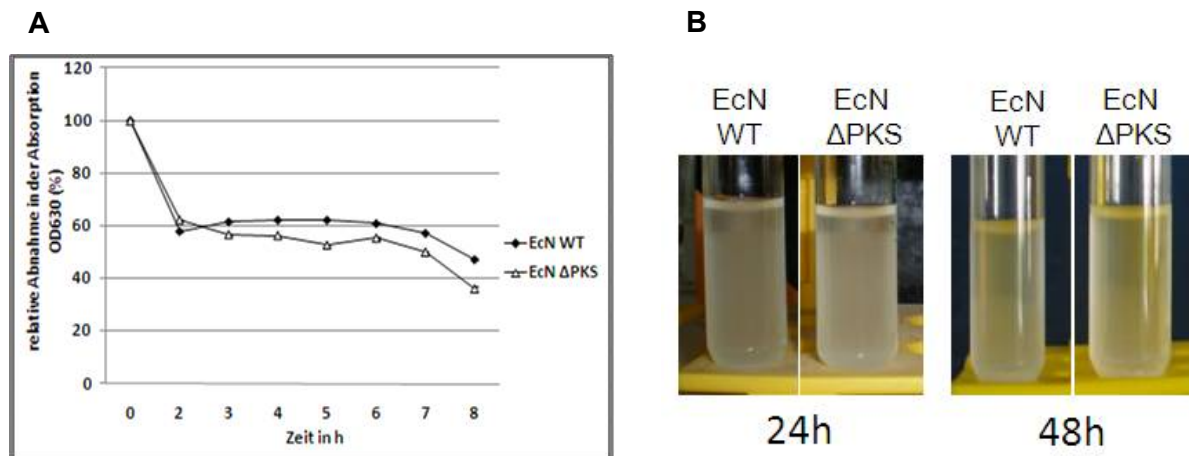 A
relative Abnahme in der Absorption
OD630 (%)
120
100
80
60
40
20
0
0 2 3 4 5 6 7 8
Zeit in h
EcN WT
EcN ΔPKS
B
EcN EcN EcN EcN
WT ΔPKS WT ΔPKS
24h 48h